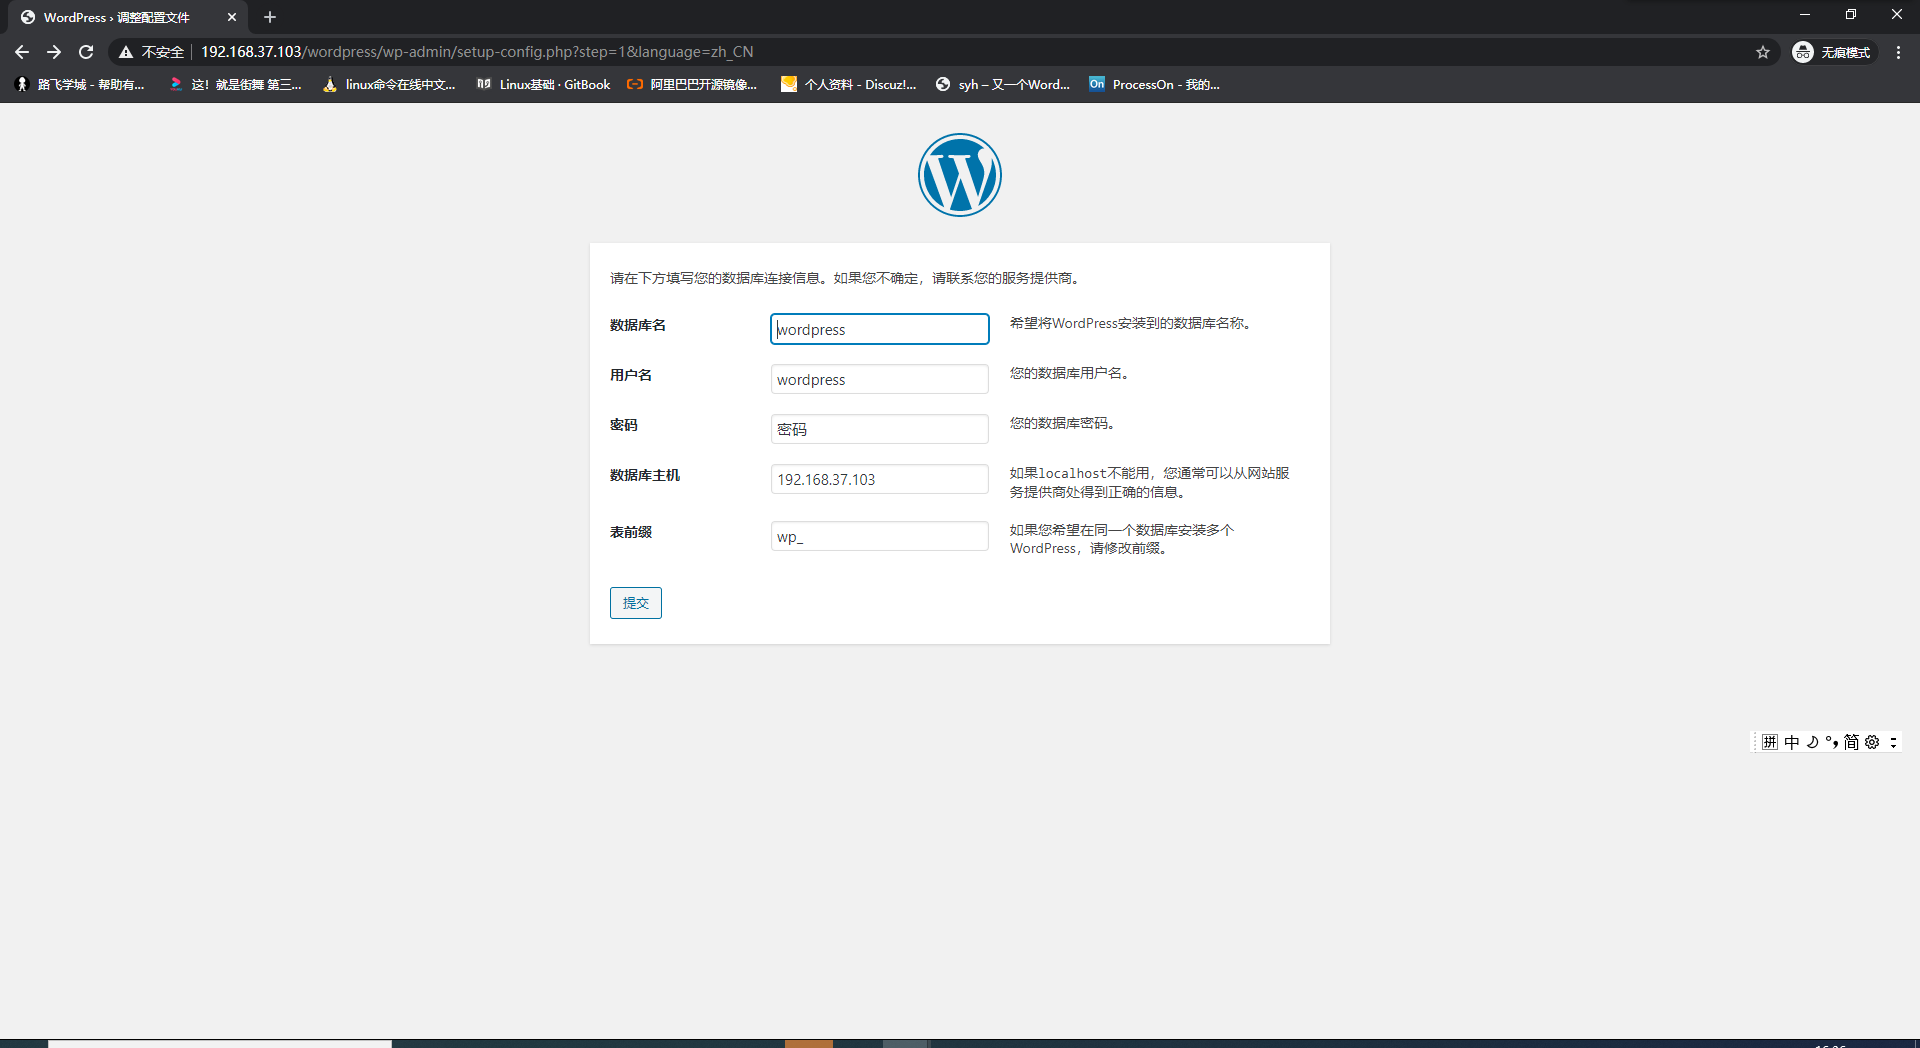 WordPress › 调整配置文件
不安全 192.168.37.103/wordpress/wp-admin/setup-config.php?step=1&language=zh_CN 无痕模式
路飞学城 - 帮助有... 这！就是街舞 第三... linux命令在线中文... Linux基础 · GitBook 阿里巴巴开源镜像... 个人资料 - Discuz!... syh – 又一个Word... On ProcessOn - 我的...
请在下方填写您的数据库连接信息。如果您不确定，请联系您的服务提供商。
数据库名 wordpress 希望将WordPress安装到的数据库名称。
用户名 wordpress 您的数据库用户名。
密码 密码 您的数据库密码。
数据库主机 192.168.37.103 如果localhost不能用，您通常可以从网站服
务提供商处得到正确的信息。
表前缀 wp_ 如果您希望在同一个数据库安装多个
WordPress，请修改前缀。
提交
拼 中 简